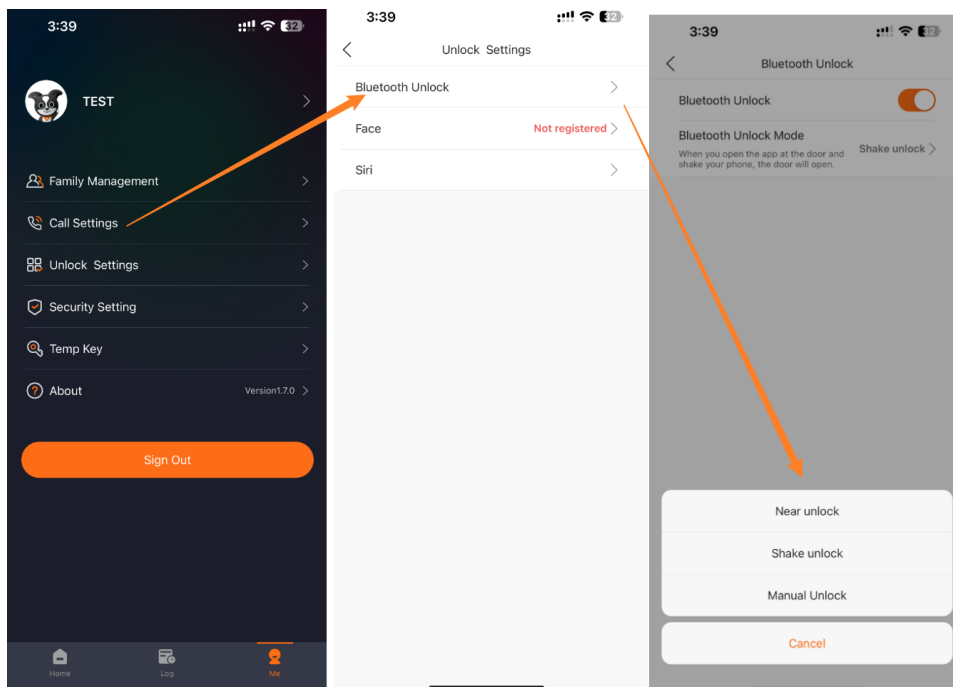 3:39
32
TEST
Family Management
Call Settings
Unlock Settings
Security Setting
Temp Key
About
Version1.7.0
Sign Out
Home
Log
Me
3:39
32
Unlock Settings
Bluetooth Unlock
Face
Not registered
Siri
3:39
32
Bluetooth Unlock
Bluetooth Unlock
Bluetooth Unlock Mode
When you open the app at the door and
shake your phone, the door will open.
Shake unlock
Near unlock
Shake unlock
Manual Unlock
Cancel